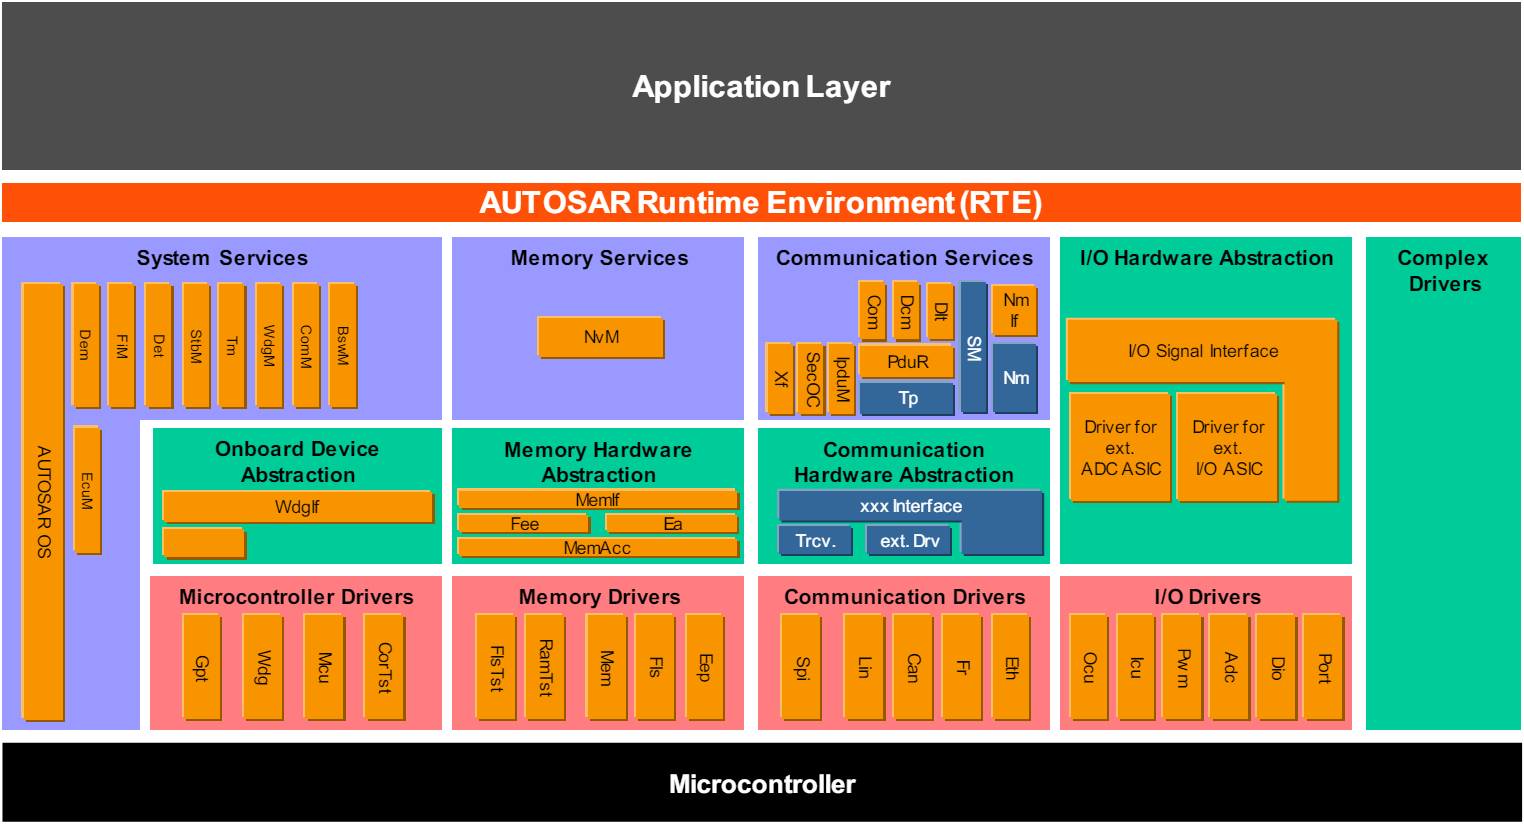 Application Layer
AUTOSAR Runtime Environment (RTE)
System Services
AUTOSAR OS
Dem
FiM
Det
StbM
Tm
WdgM
ComM
BswM
EcuM
Memory Services
NvM
Communication Services
Com
Dcm
Dlt
SM
Nm
If
Xf
SecOC
IpduM
PduR
Tp
Nm
I/O Hardware Abstraction
I/O Signal Interface
Driver for
ext.
ADC ASIC
Driver for
ext.
I/O ASIC
Complex
Drivers
Onboard Device
Abstraction
WdgIf
Memory Hardware
Abstraction
MemIf
Fee
Ea
MemAcc
Communication
Hardware Abstraction
xxx Interface
Trcv.
ext. Drv
Microcontroller Drivers
Gpt
Wdg
Mcu
CorTst
Memory Drivers
FlsTst
RamTst
Mem
Fls
Eep
Communication Drivers
Spi
Lin
Can
Fr
Eth
I/O Drivers
Ocu
Icu
Pwm
Adc
Dio
Port
Microcontroller